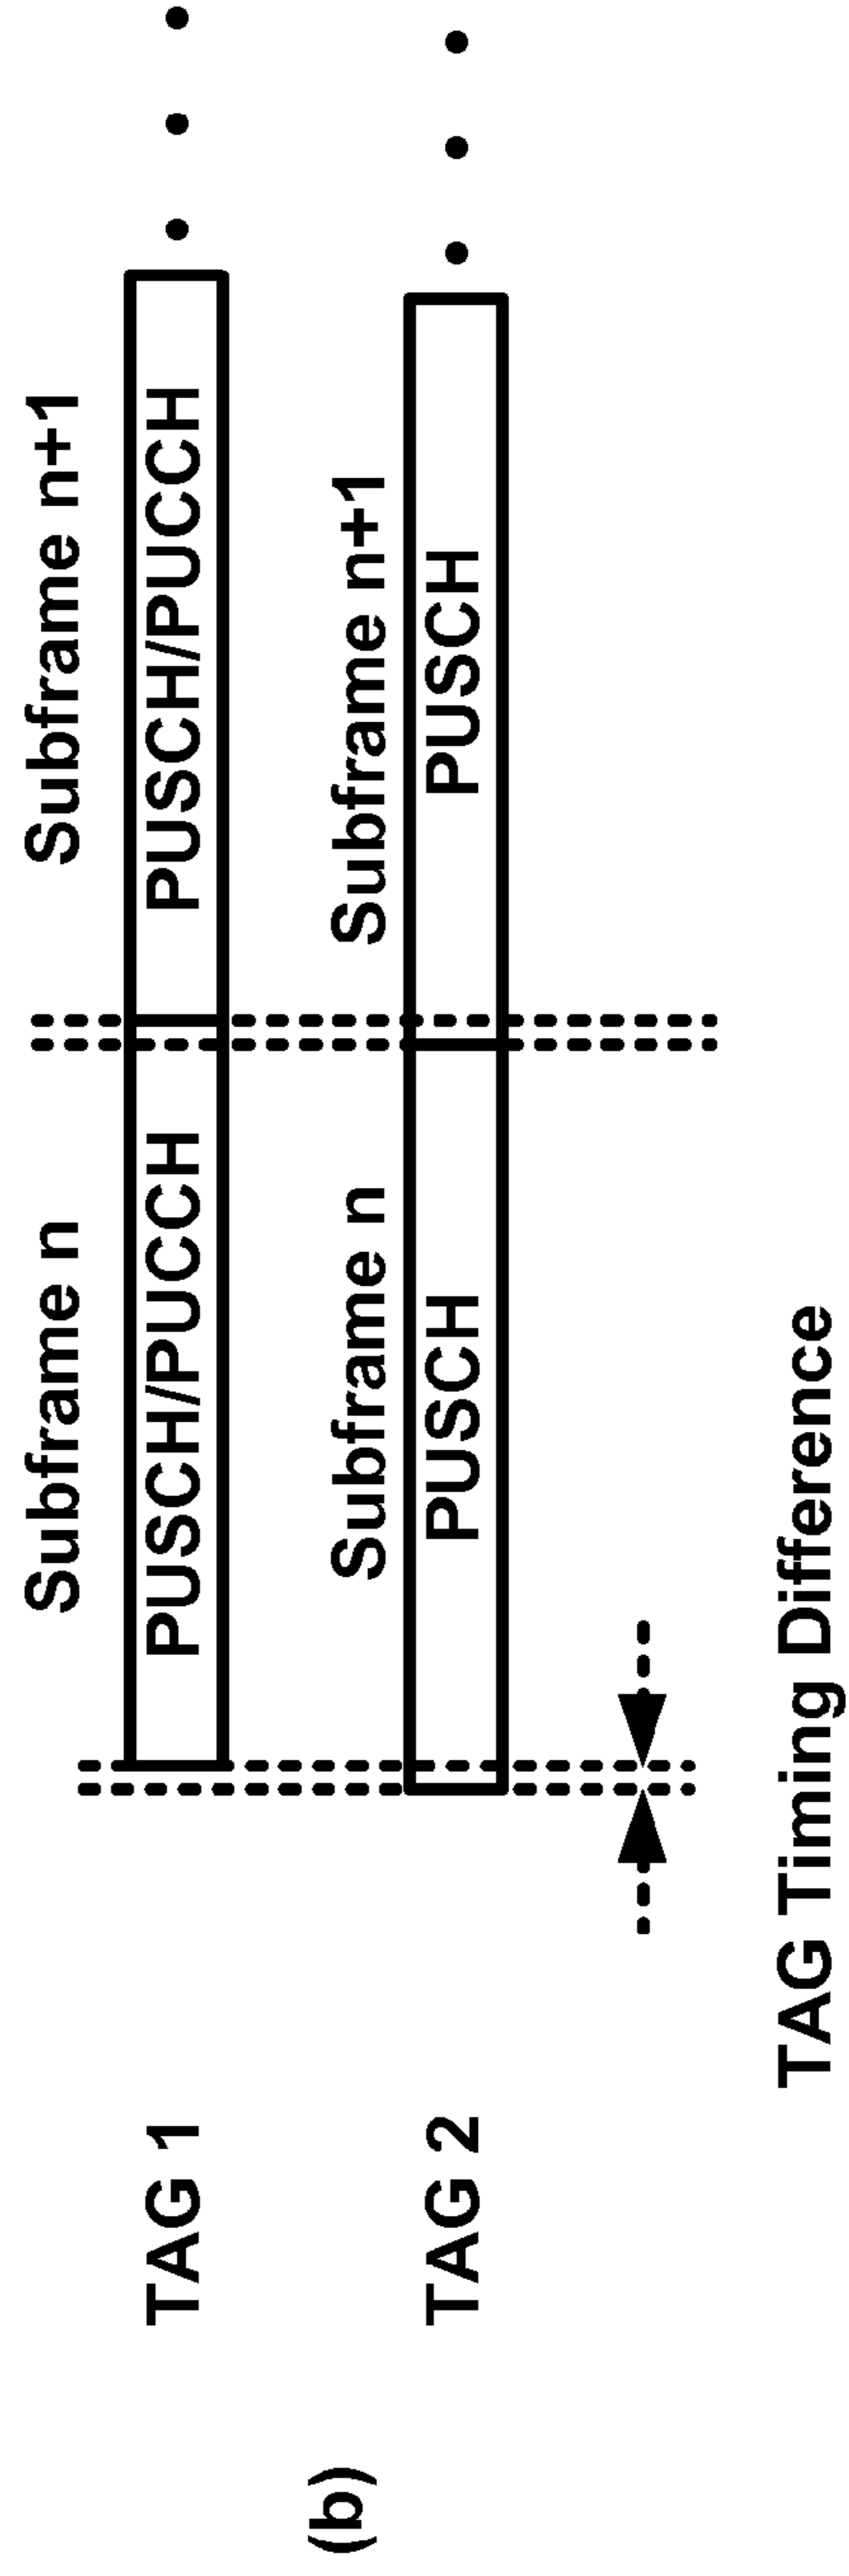 Subframe n
Subframe n+1
TAG 1
PUSCH/PUCCH
PUSCH/PUCCH
Subframe n
Subframe n+1
(b)
TAG 2
PUSCH
PUSCH
TAG Timing Difference